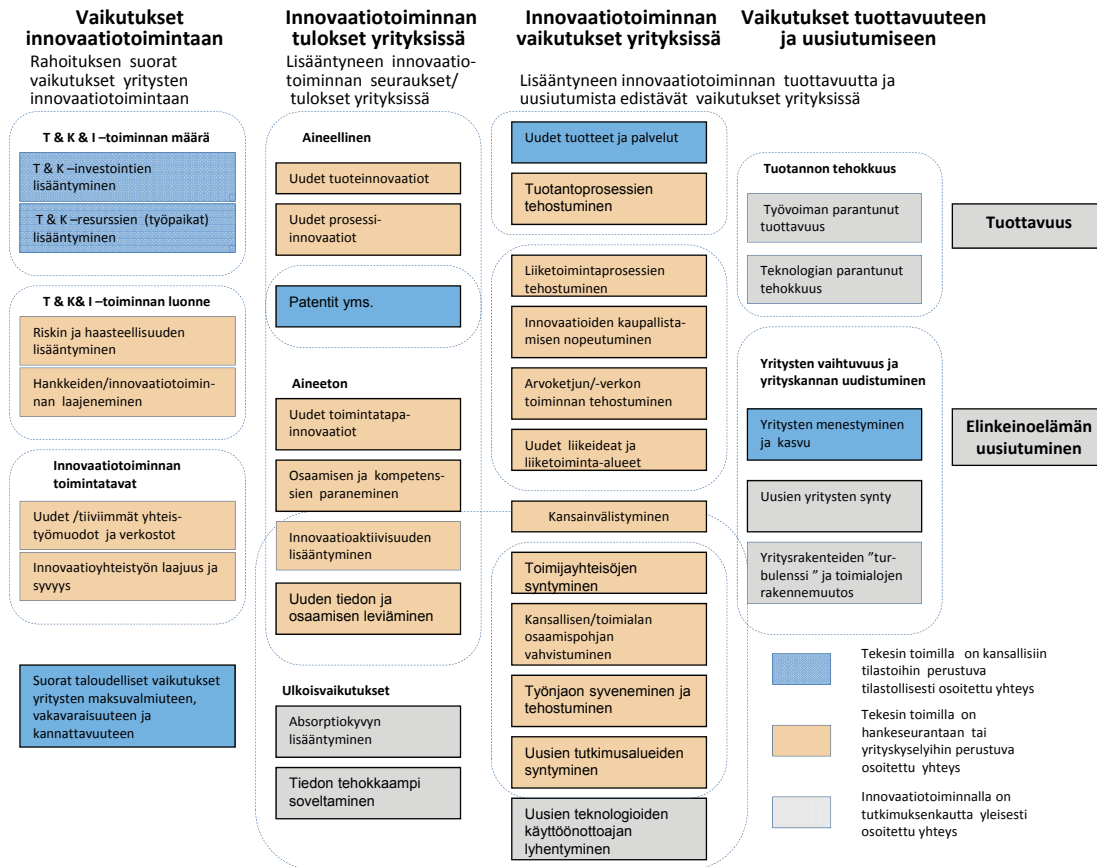 Vaikutukset
innovaatiotoimintaan
Rahoituksen suorat
vaikutukset yritysten
innovaatiotoimintaan
T & K & I –toiminnan määrä
T & K –investointien
lisääntyminen
T & K –resurssien (työpaikat)
lisääntyminen
T & K& I –toiminnan luonne
Riskin ja haasteellisuuden
lisääntyminen
Hankkeiden/innovaatiotoimin-
nan laajeneminen
Innovaatiotoiminnan
toimintatavat
Uudet /tiiviimmät yhteis-
työmuodot ja verkostot
Innovaatioyhteistyön laajuus ja
syvyys
Suorat taloudelliset vaikutukset
yritysten maksuvalmiuteen,
vakavaraisuuteen ja
kannattavuuteen
Innovaatiotoiminnan
tulokset yrityksissä
Lisääntyneen innovaatio-
toiminnan seuraukset/
tulokset yrityksissä
Aineellinen
Uudet tuoteinnovaatiot
Uudet prosessi-
innovaatiot
Patentit yms.
Aineeton
Uudet toimintatapa-
innovaatiot
Osaamisen ja kompetens-
sien paraneminen
Innovaatioaktiivisuuden
lisääntyminen
Uuden tiedon ja
osaamisen leviäminen
Ulkoisvaikutukset
Absorptiokyvyn
lisääntyminen
Tiedon tehokkaampi
soveltaminen
Innovaatiotoiminnan
vaikutukset yrityksissä
Lisääntyneen innovaatiotoiminnan tuottavuutta ja
uusiutumista edistävät vaikutukset yrityksissä
Uudet tuotteet ja palvelut
Tuotantoprosessien
tehostuminen
Liiketoimintaprosessien
tehostuminen
Innovaatioiden kaupallista-
misen nopeutuminen
Arvoketjun/-verkon
toiminnan tehostuminen
Uudet liikeideat ja
liiketoiminta-alueet
Kansainvälistyminen
Toimijayhteisöjen
syntyminen
Kansallisen/toimialan
osaamispohjan
vahvistuminen
Työnjaon syveneminen ja
tehostuminen
Uusien tutkimusalueiden
syntyminen
Uusien teknologioiden
käyttöönottoajan
lyhentyminen
Vaikutukset tuottavuuteen
ja uusiutumiseen
Tuotannon tehokkuus
Työvoiman parantunut
tuottavuus
Teknologian parantunut
tehokkuus
Tuottavuus
Yritysten vaihtuvuus ja
yrityskannan uudistuminen
Yritysten menestyminen
ja kasvu
Uusien yritysten synty
Yritysrakenteiden ”tur-
bulenssi ” ja toimialojen
rakennemuutos
Elinkeinoelämän
uusiutuminen
Tekesin toimilla on kansallisiin
tilastoihin perustuva
tilastollisesti osoitettu yhteys
Tekesin toimilla on
hankeseurantaan tai
yrityskyselyihin perustuva
osoitettu yhteys
Innovaatiotoiminnalla on
tutkimuksenkautta yleisesti
osoitettu yhteys